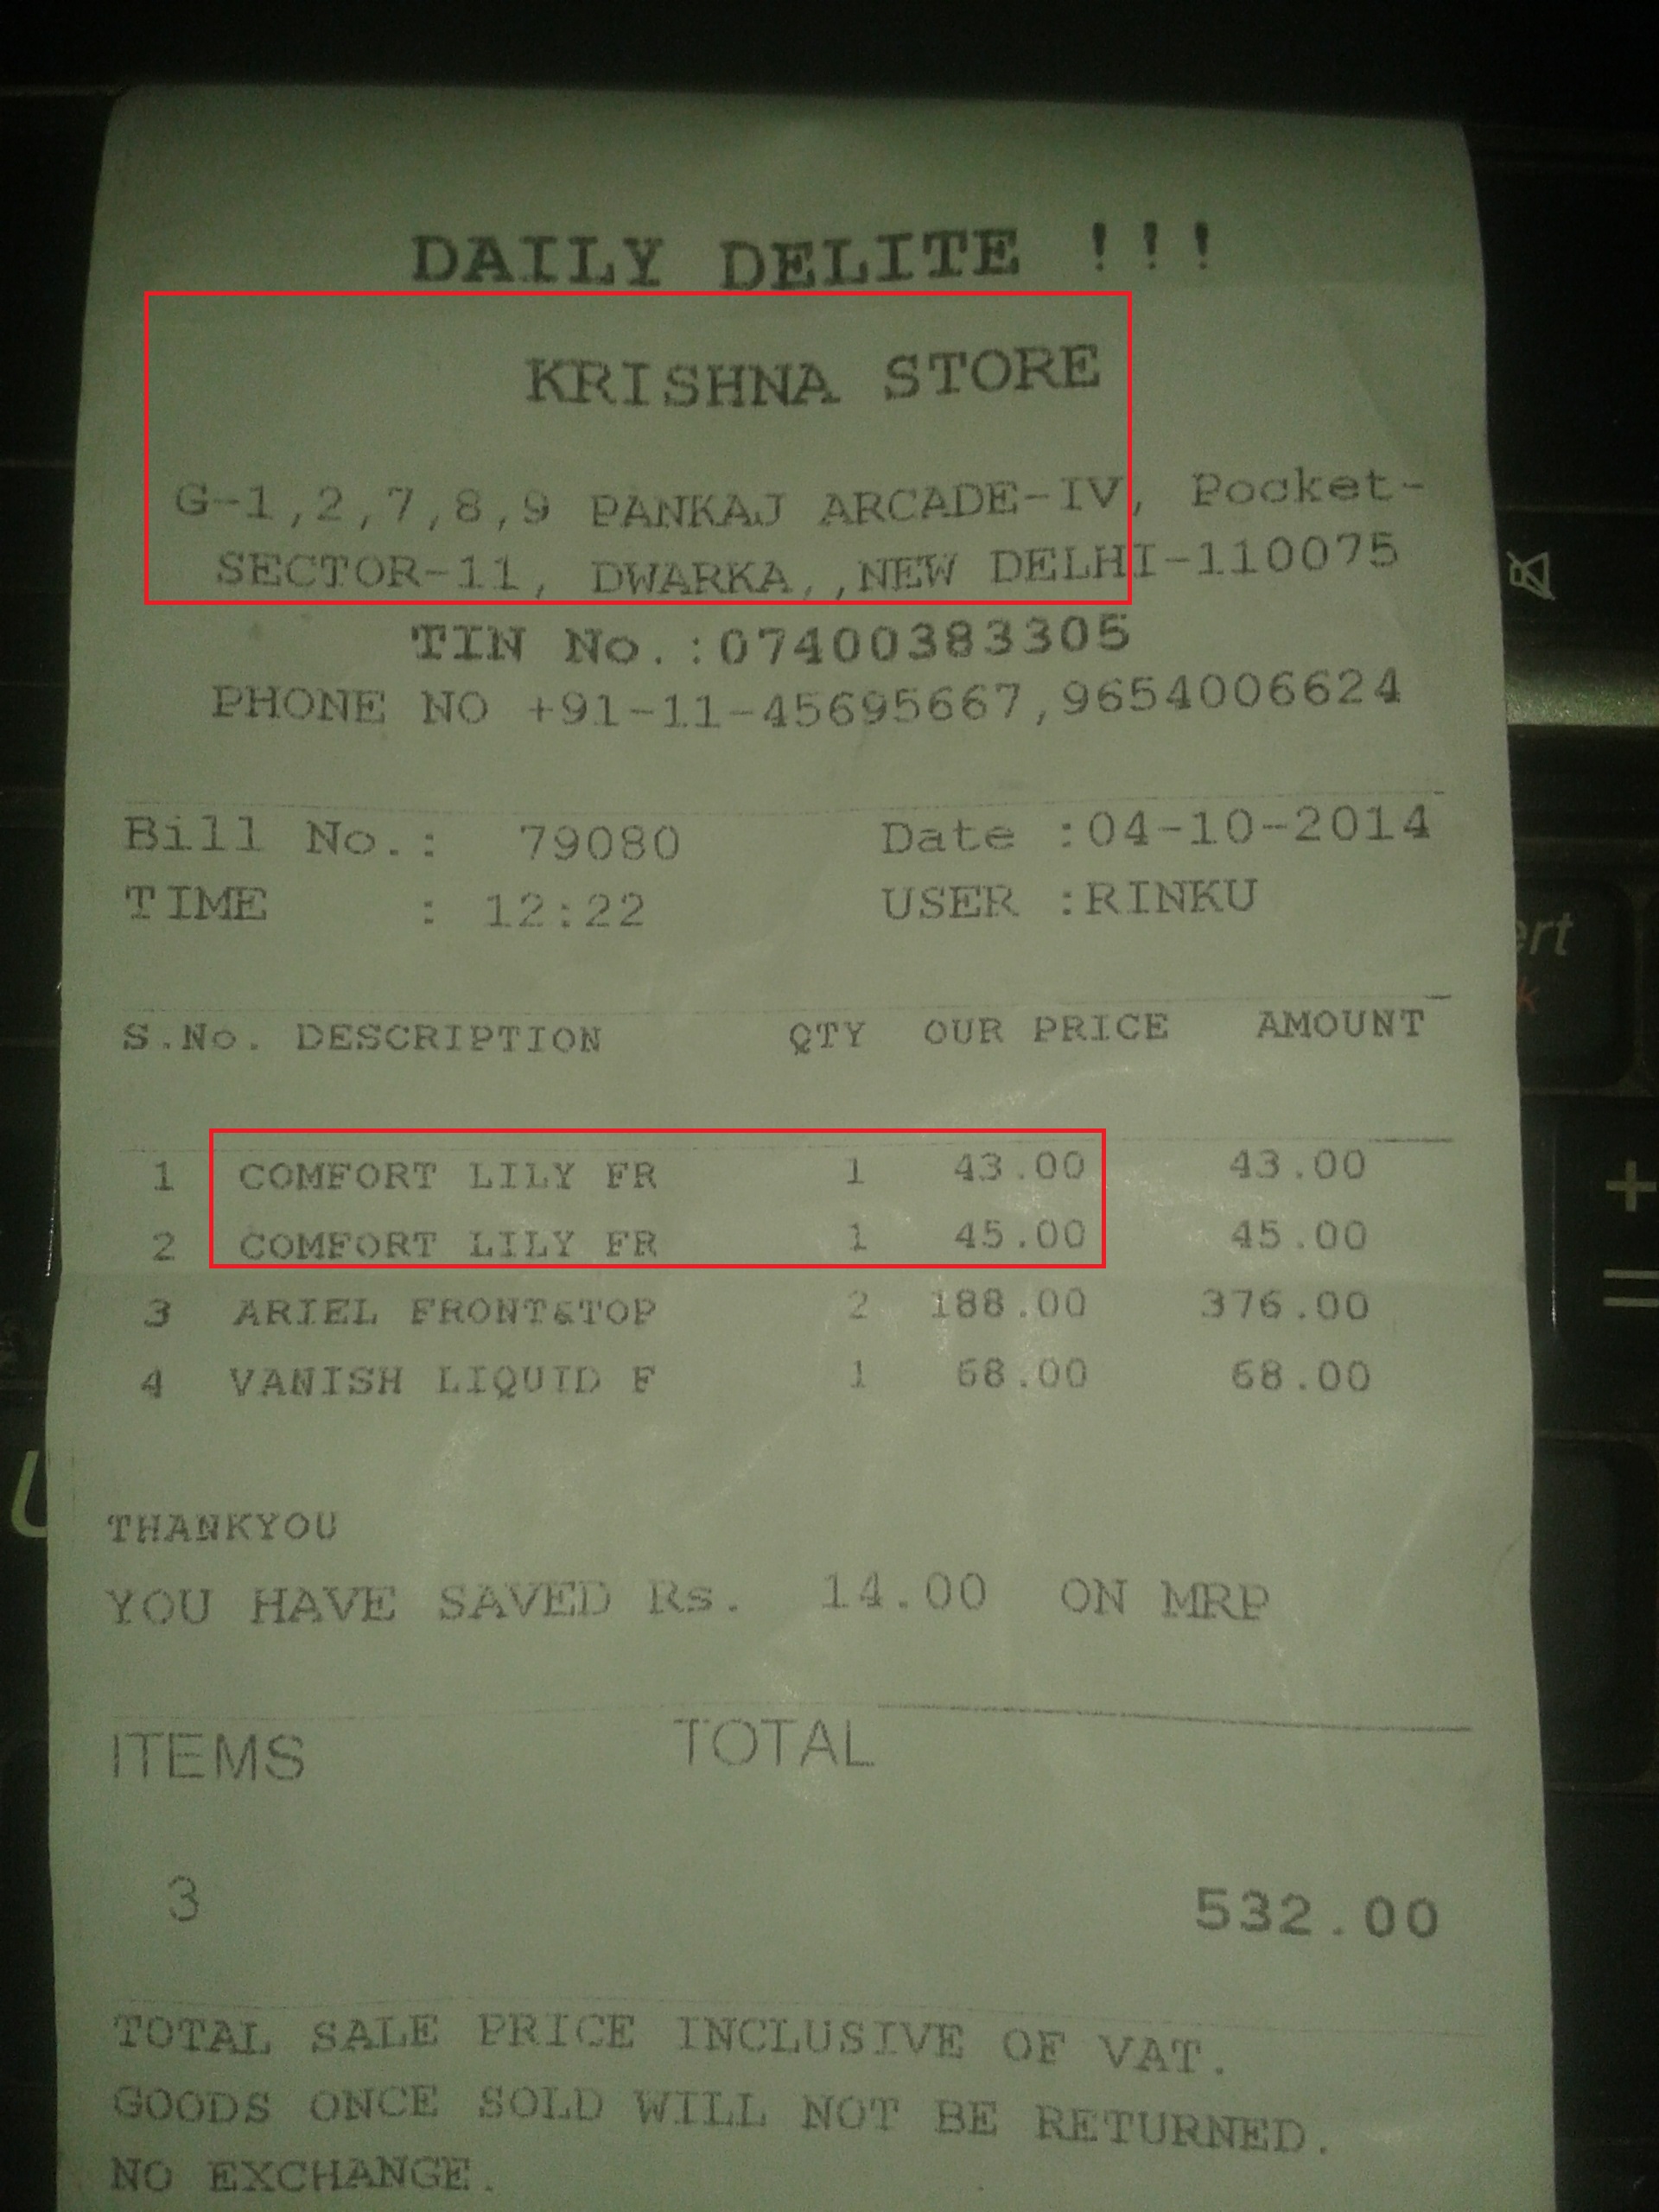 DAILY DELITE !!!
KRISHNA STORE
G-1,2,7,8,9 PANKAJ ARCADE-IV, Pocket-
SECTOR-11, DWARKA,,NEW DELHI-110075
TIN No.:07400383305
PHONE NO +91-11-45695667,9654006624
Bill No.: 79080 Date :04-10-2014
TIME : 12:22 USER :RINKU
S.No. DESCRIPTION QTY OUR PRICE AMOUNT
1 COMFORT LILY FR 1 43.00 43.00
2 COMFORT LILY FR 1 45.00 45.00
3 ARIEL FRONT&TOP 2 188.00 376.00
4 VANISH LIQUID F 1 68.00 68.00
THANKYOU
YOU HAVE SAVED Rs. 14.00 ON MRP
ITEMS TOTAL
3 532.00
TOTAL SALE PRICE INCLUSIVE OF VAT.
GOODS ONCE SOLD WILL NOT BE RETURNED.
NO EXCHANGE.